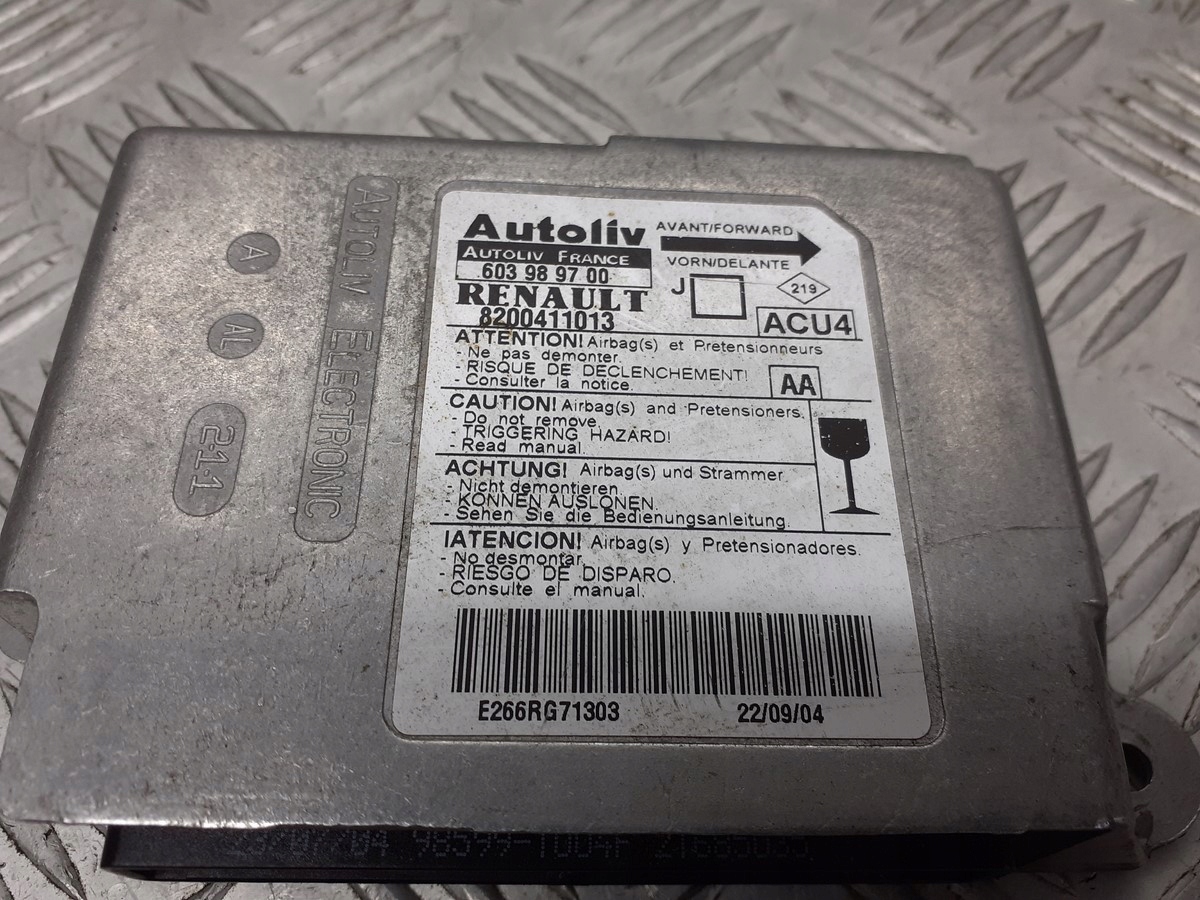 AUTOLIV ELECTRONIC
A
AL
21.1
Autoliv
AUTOLIV FRANCE
603 98 97 00
RENAULT
8200411013
AVANT/FORWARD
VORN/DELANTE
J
219
ACU4
ATTENTION! Airbag(s) et Pretensionneurs
- Ne pas demonter.
- RISQUE DE DECLENCHEMENT!
- Consulter la notice.
AA
CAUTION! Airbag(s) and Pretensioners.
- Do not remove.
- TRIGGERING HAZARD!
- Read manual.
ACHTUNG! Airbag(s) und Strammer
- Nicht demontieren.
- KONNEN AUSLONEN.
- Sehen Sie die Bedienungsanleitung.
IATENCION! Airbag(s) y Pretensionadores.
- No desmontar.
- RIESGO DE DISPARO.
- Consulte el manual.
E266RG71303 22/09/04